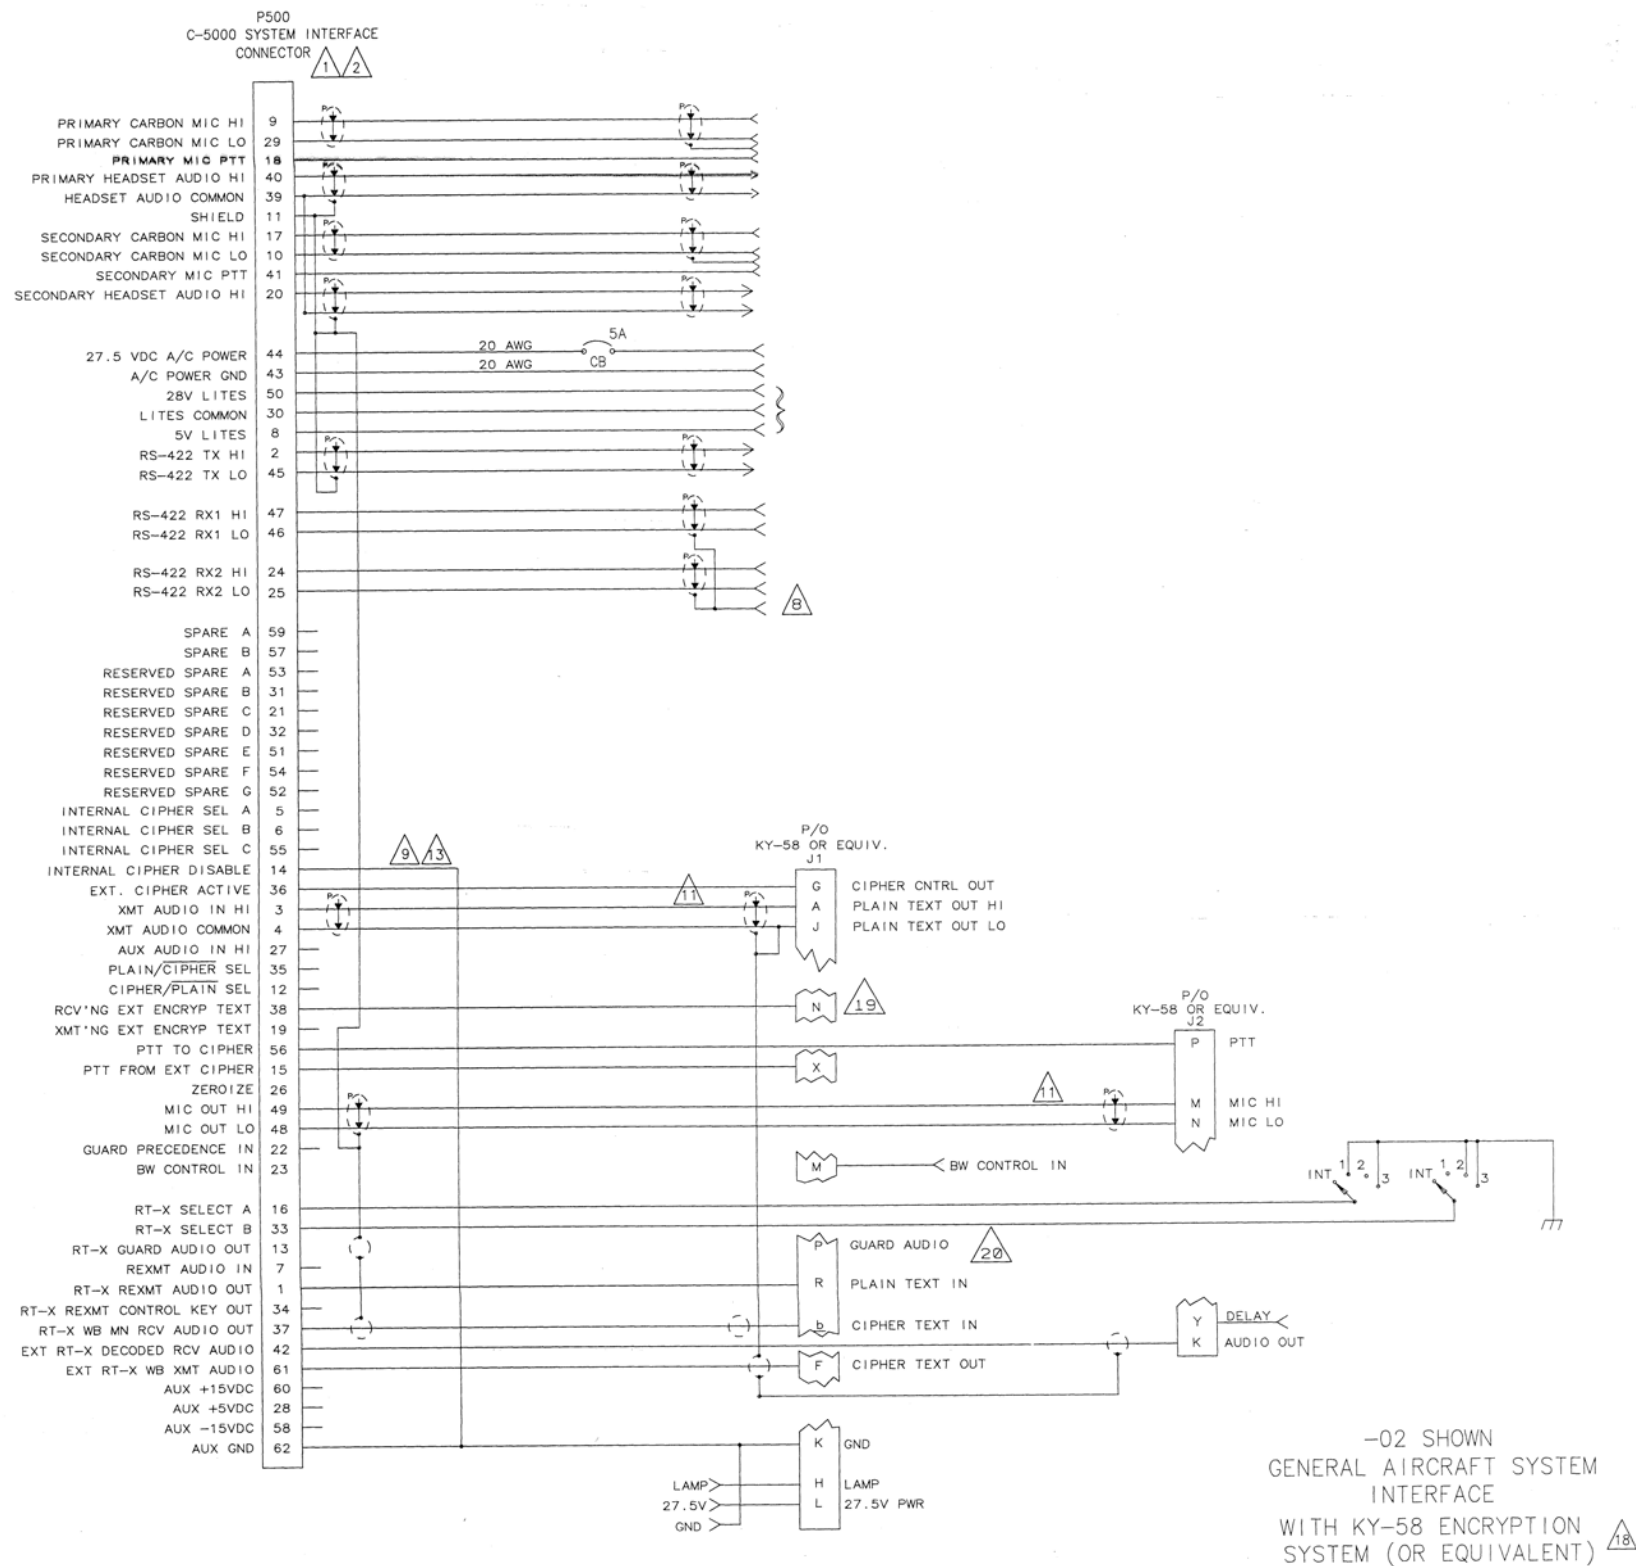 P500
C-5000 SYSTEM INTERFACE
CONNECTOR 1 2
PRIMARY CARBON MIC HI 9
PRIMARY CARBON MIC LO 29
PRIMARY MIC PTT 18
PRIMARY HEADSET AUDIO HI 40
HEADSET AUDIO COMMON 39
SHIELD 11
SECONDARY CARBON MIC HI 17
SECONDARY CARBON MIC LO 10
SECONDARY MIC PTT 41
SECONDARY HEADSET AUDIO HI 20
27.5 VDC A/C POWER 44 20 AWG 5A
CB
A/C POWER GND 43 20 AWG
28V LITES 50
LITES COMMON 30
5V LITES 8
RS-422 TX HI 2
RS-422 TX LO 45
RS-422 RX1 HI 47
RS-422 RX1 LO 46
RS-422 RX2 HI 24
RS-422 RX2 LO 25
8
SPARE A 59
SPARE B 57
RESERVED SPARE A 53
RESERVED SPARE B 31
RESERVED SPARE C 21
RESERVED SPARE D 32
RESERVED SPARE E 51
RESERVED SPARE F 54
RESERVED SPARE G 52
INTERNAL CIPHER SEL A 5
INTERNAL CIPHER SEL B 6
INTERNAL CIPHER SEL C 55
INTERNAL CIPHER DISABLE 14 9 13
P/O
KY-58 OR EQUIV.
J1
EXT. CIPHER ACTIVE 36 11 G CIPHER CNTRL OUT
XMT AUDIO IN HI 3 A PLAIN TEXT OUT HI
XMT AUDIO COMMON 4 J PLAIN TEXT OUT LO
AUX AUDIO IN HI 27
PLAIN/CIPHER SEL 35
CIPHER/PLAIN SEL 12
RCV'NG EXT ENCRYP TEXT 38 N 19
XMT'NG EXT ENCRYP TEXT 19
P/O
KY-58 OR EQUIV.
J2
PTT TO CIPHER 56 P PTT
PTT FROM EXT CIPHER 15 X
ZEROIZE 26
MIC OUT HI 49 11 M MIC HI
MIC OUT LO 48 N MIC LO
GUARD PRECEDENCE IN 22
BW CONTROL IN 23 M BW CONTROL IN
INT 1 2 3 INT 1 2 3
RT-X SELECT A 16
RT-X SELECT B 33
RT-X GUARD AUDIO OUT 13 P GUARD AUDIO 20
REXMT AUDIO IN 7
RT-X REXMT AUDIO OUT 1 R PLAIN TEXT IN
RT-X REXMT CONTROL KEY OUT 34
RT-X WB MN RCV AUDIO OUT 37 b CIPHER TEXT IN Y DELAY
EXT RT-X DECODED RCV AUDIO 42 K AUDIO OUT
EXT RT-X WB XMT AUDIO 61 F CIPHER TEXT OUT
AUX +15VDC 60
AUX +5VDC 28
AUX -15VDC 58
AUX GND 62 K GND
LAMP H LAMP
27.5V L 27.5V PWR
GND
-02 SHOWN
GENERAL AIRCRAFT SYSTEM
INTERFACE
WITH KY-58 ENCRYPTION
SYSTEM (OR EQUIVALENT) 18